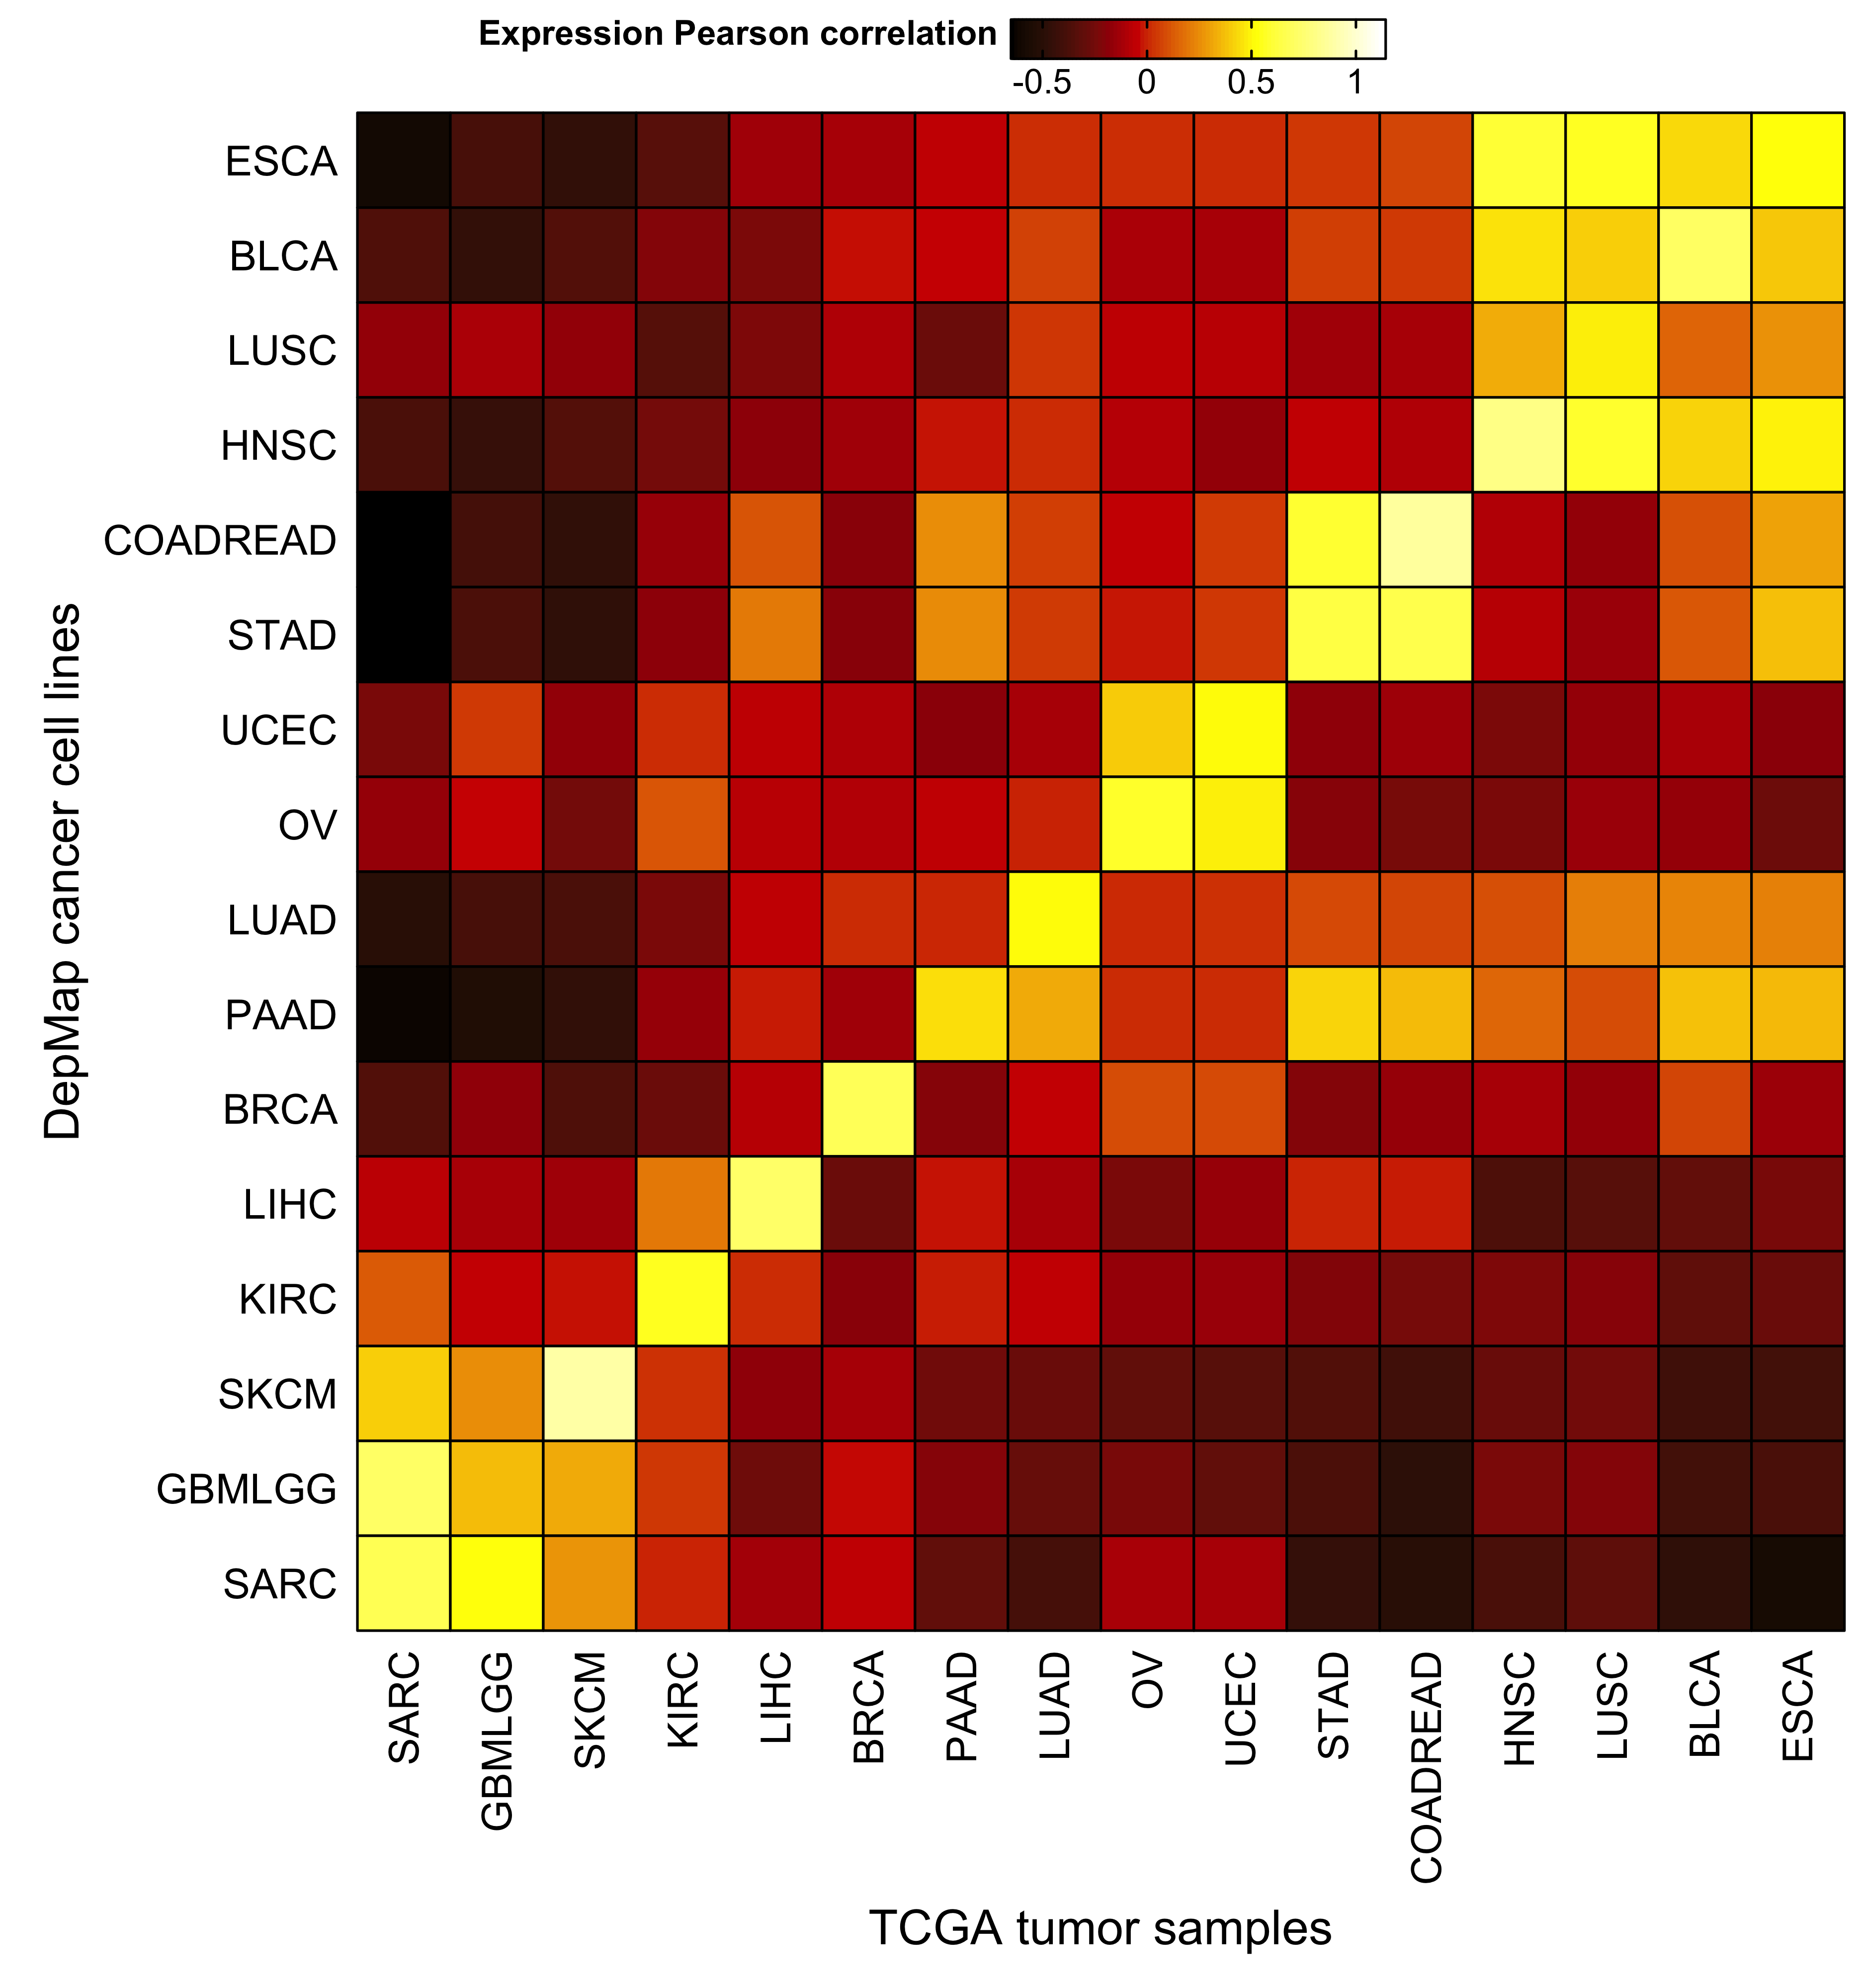 Expression Pearson correlation
-0.5 0 0.5 1
ESCA
BLCA
LUSC
HNSC
COADREAD
STAD
UCEC
OV
LUAD
PAAD
BRCA
LIHC
KIRC
SKCM
GBMLGG
SARC
DepMap cancer cell lines
SARC GBMLGG SKCM KIRC LIHC BRCA PAAD LUAD OV UCEC STAD COADREAD HNSC LUSC BLCA ESCA
TCGA tumor samples